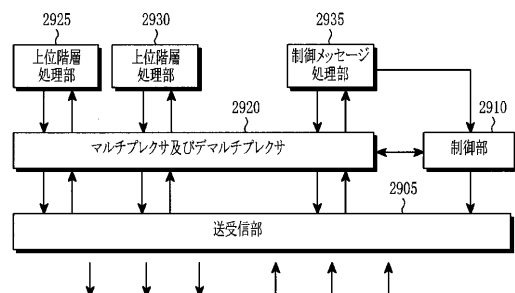 2925
2930
2935
上位階層
処理部
上位階層
処理部
制御メッセージ
処理部
2920
2910
マルチプレクサ及びデマルチプレクサ
制御部
2905
送受信部